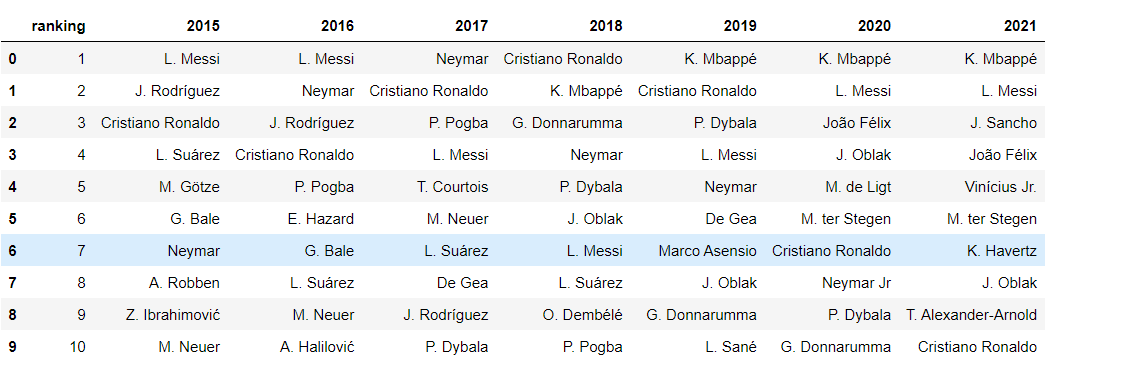 ranking 2015 2016 2017 2018 2019 2020 2021
0 1 L. Messi L. Messi Neymar Cristiano Ronaldo K. Mbappé K. Mbappé K. Mbappé
1 2 J. Rodríguez Neymar Cristiano Ronaldo K. Mbappé Cristiano Ronaldo L. Messi L. Messi
2 3 Cristiano Ronaldo J. Rodríguez P. Pogba G. Donnarumma P. Dybala João Félix J. Sancho
3 4 L. Suárez Cristiano Ronaldo L. Messi Neymar L. Messi J. Oblak João Félix
4 5 M. Götze P. Pogba T. Courtois P. Dybala Neymar M. de Ligt Vinícius Jr.
5 6 G. Bale E. Hazard M. Neuer J. Oblak De Gea M. ter Stegen M. ter Stegen
6 7 Neymar G. Bale L. Suárez L. Messi Marco Asensio Cristiano Ronaldo K. Havertz
7 8 A. Robben L. Suárez De Gea L. Suárez J. Oblak Neymar Jr J. Oblak
8 9 Z. Ibrahimović M. Neuer J. Rodríguez O. Dembélé G. Donnarumma P. Dybala T. Alexander-Arnold
9 10 M. Neuer A. Halilović P. Dybala P. Pogba L. Sané G. Donnarumma Cristiano Ronaldo